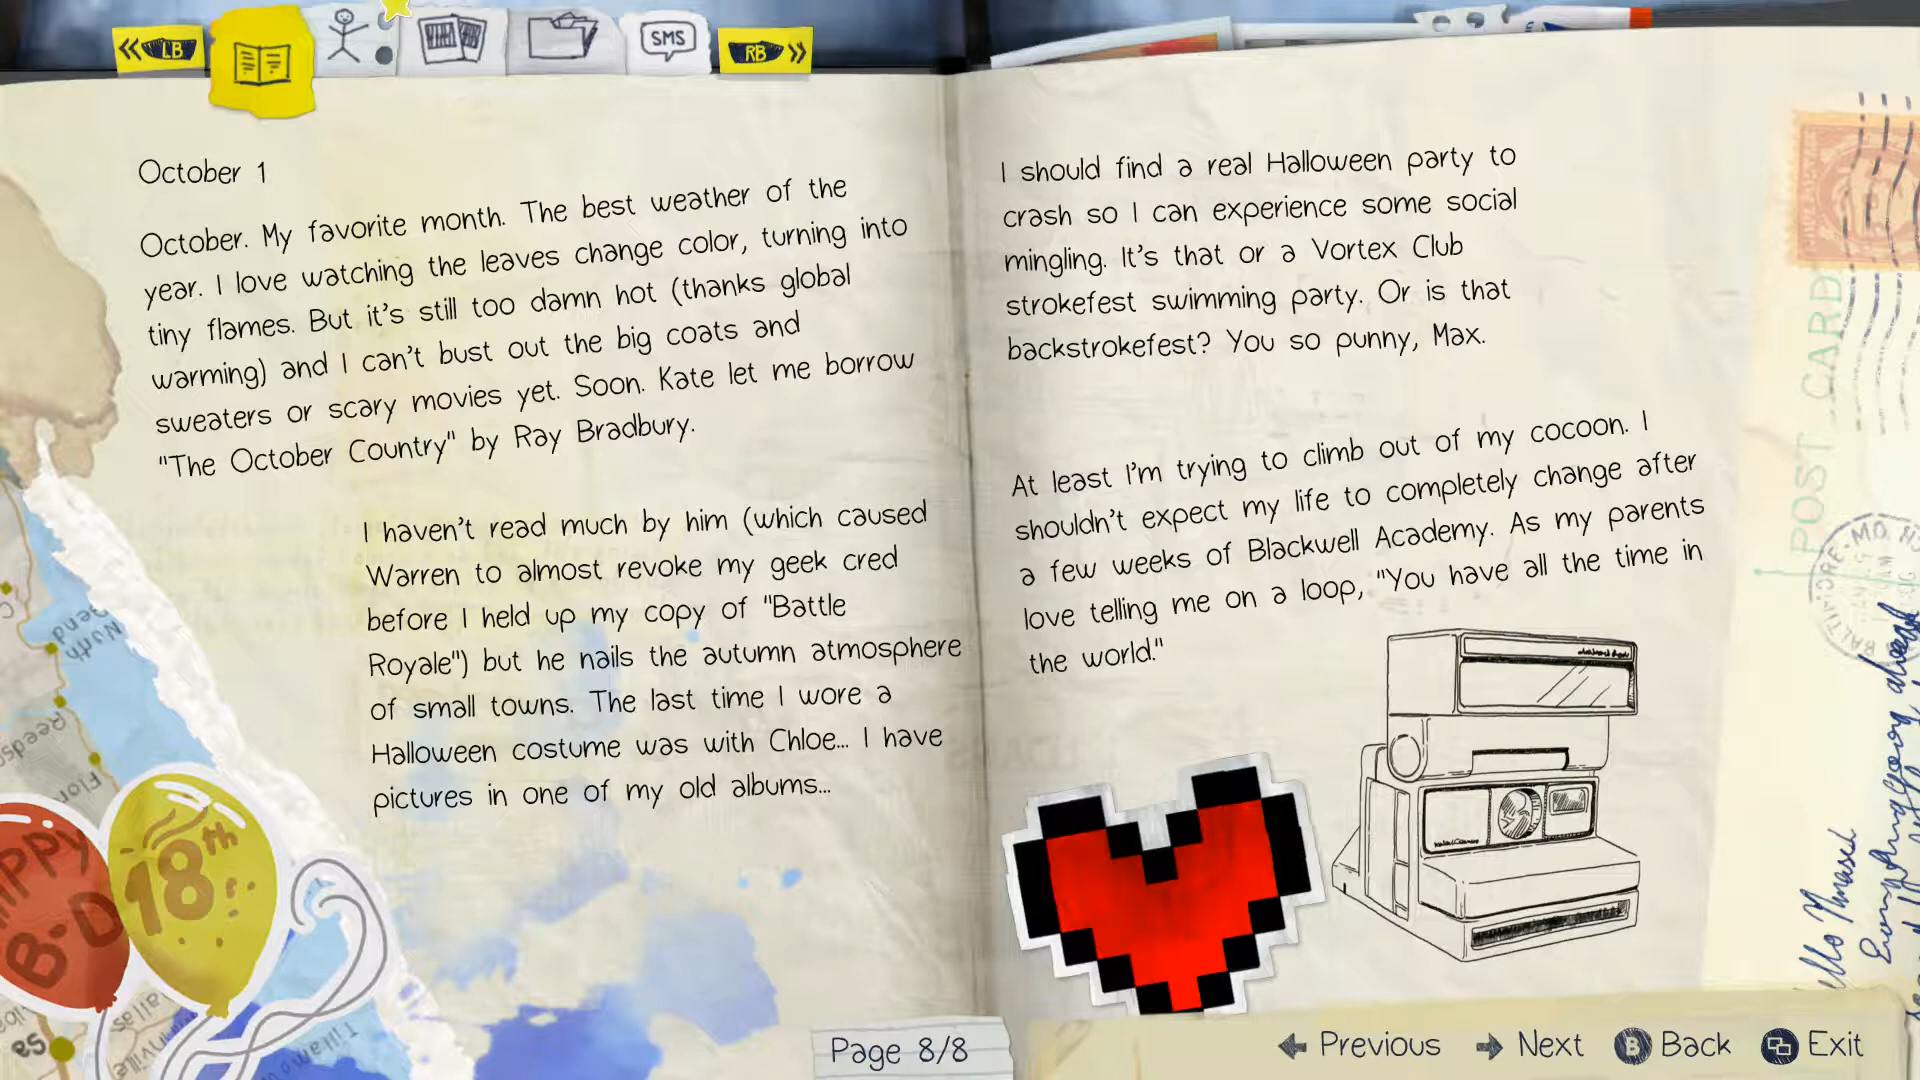 LB
SMS
RB
October 1
October. My favorite month. The best weather of the
year. I love watching the leaves change color, turning into
tiny flames. But it's still too damn hot (thanks global
warming) and I can't bust out the big coats and
sweaters or scary movies yet. Soon. Kate let me borrow
"The October Country" by Ray Bradbury.
I haven't read much by him (which caused
Warren to almost revoke my geek cred
before I held up my copy of "Battle
Royale") but he nails the autumn atmosphere
of small towns. The last time I wore a
Halloween costume was with Chloe... I have
pictures in one of my old albums...
I should find a real Halloween party to
crash so I can experience some social
mingling. It's that or a Vortex Club
strokefest swimming party. Or is that
backstrokefest? You so punny, Max.
At least I'm trying to climb out of my cocoon. I
shouldn't expect my life to completely change after
a few weeks of Blackwell Academy. As my parents
love telling me on a loop, "You have all the time in
the world."
POST CARD
North
Bend
B-D
18th
Page 8/8
Previous
Next
B Back
Exit